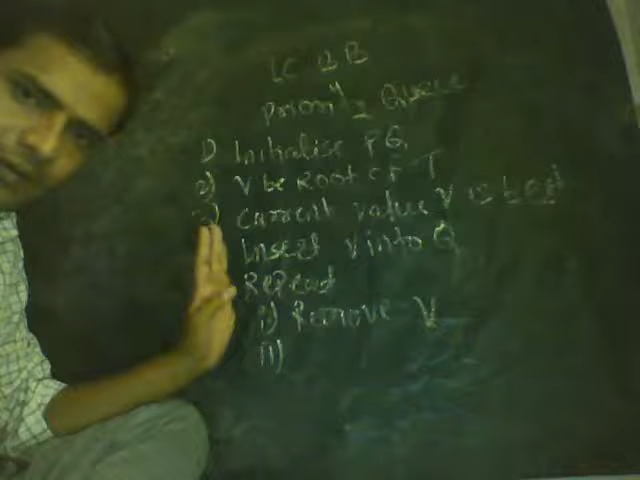 LC BB
Priority Queue
1) Initialise PQ
2) V be Root of T
3) Current value V is best
Insert V into Q
Repeat
i) Remove V
ii)